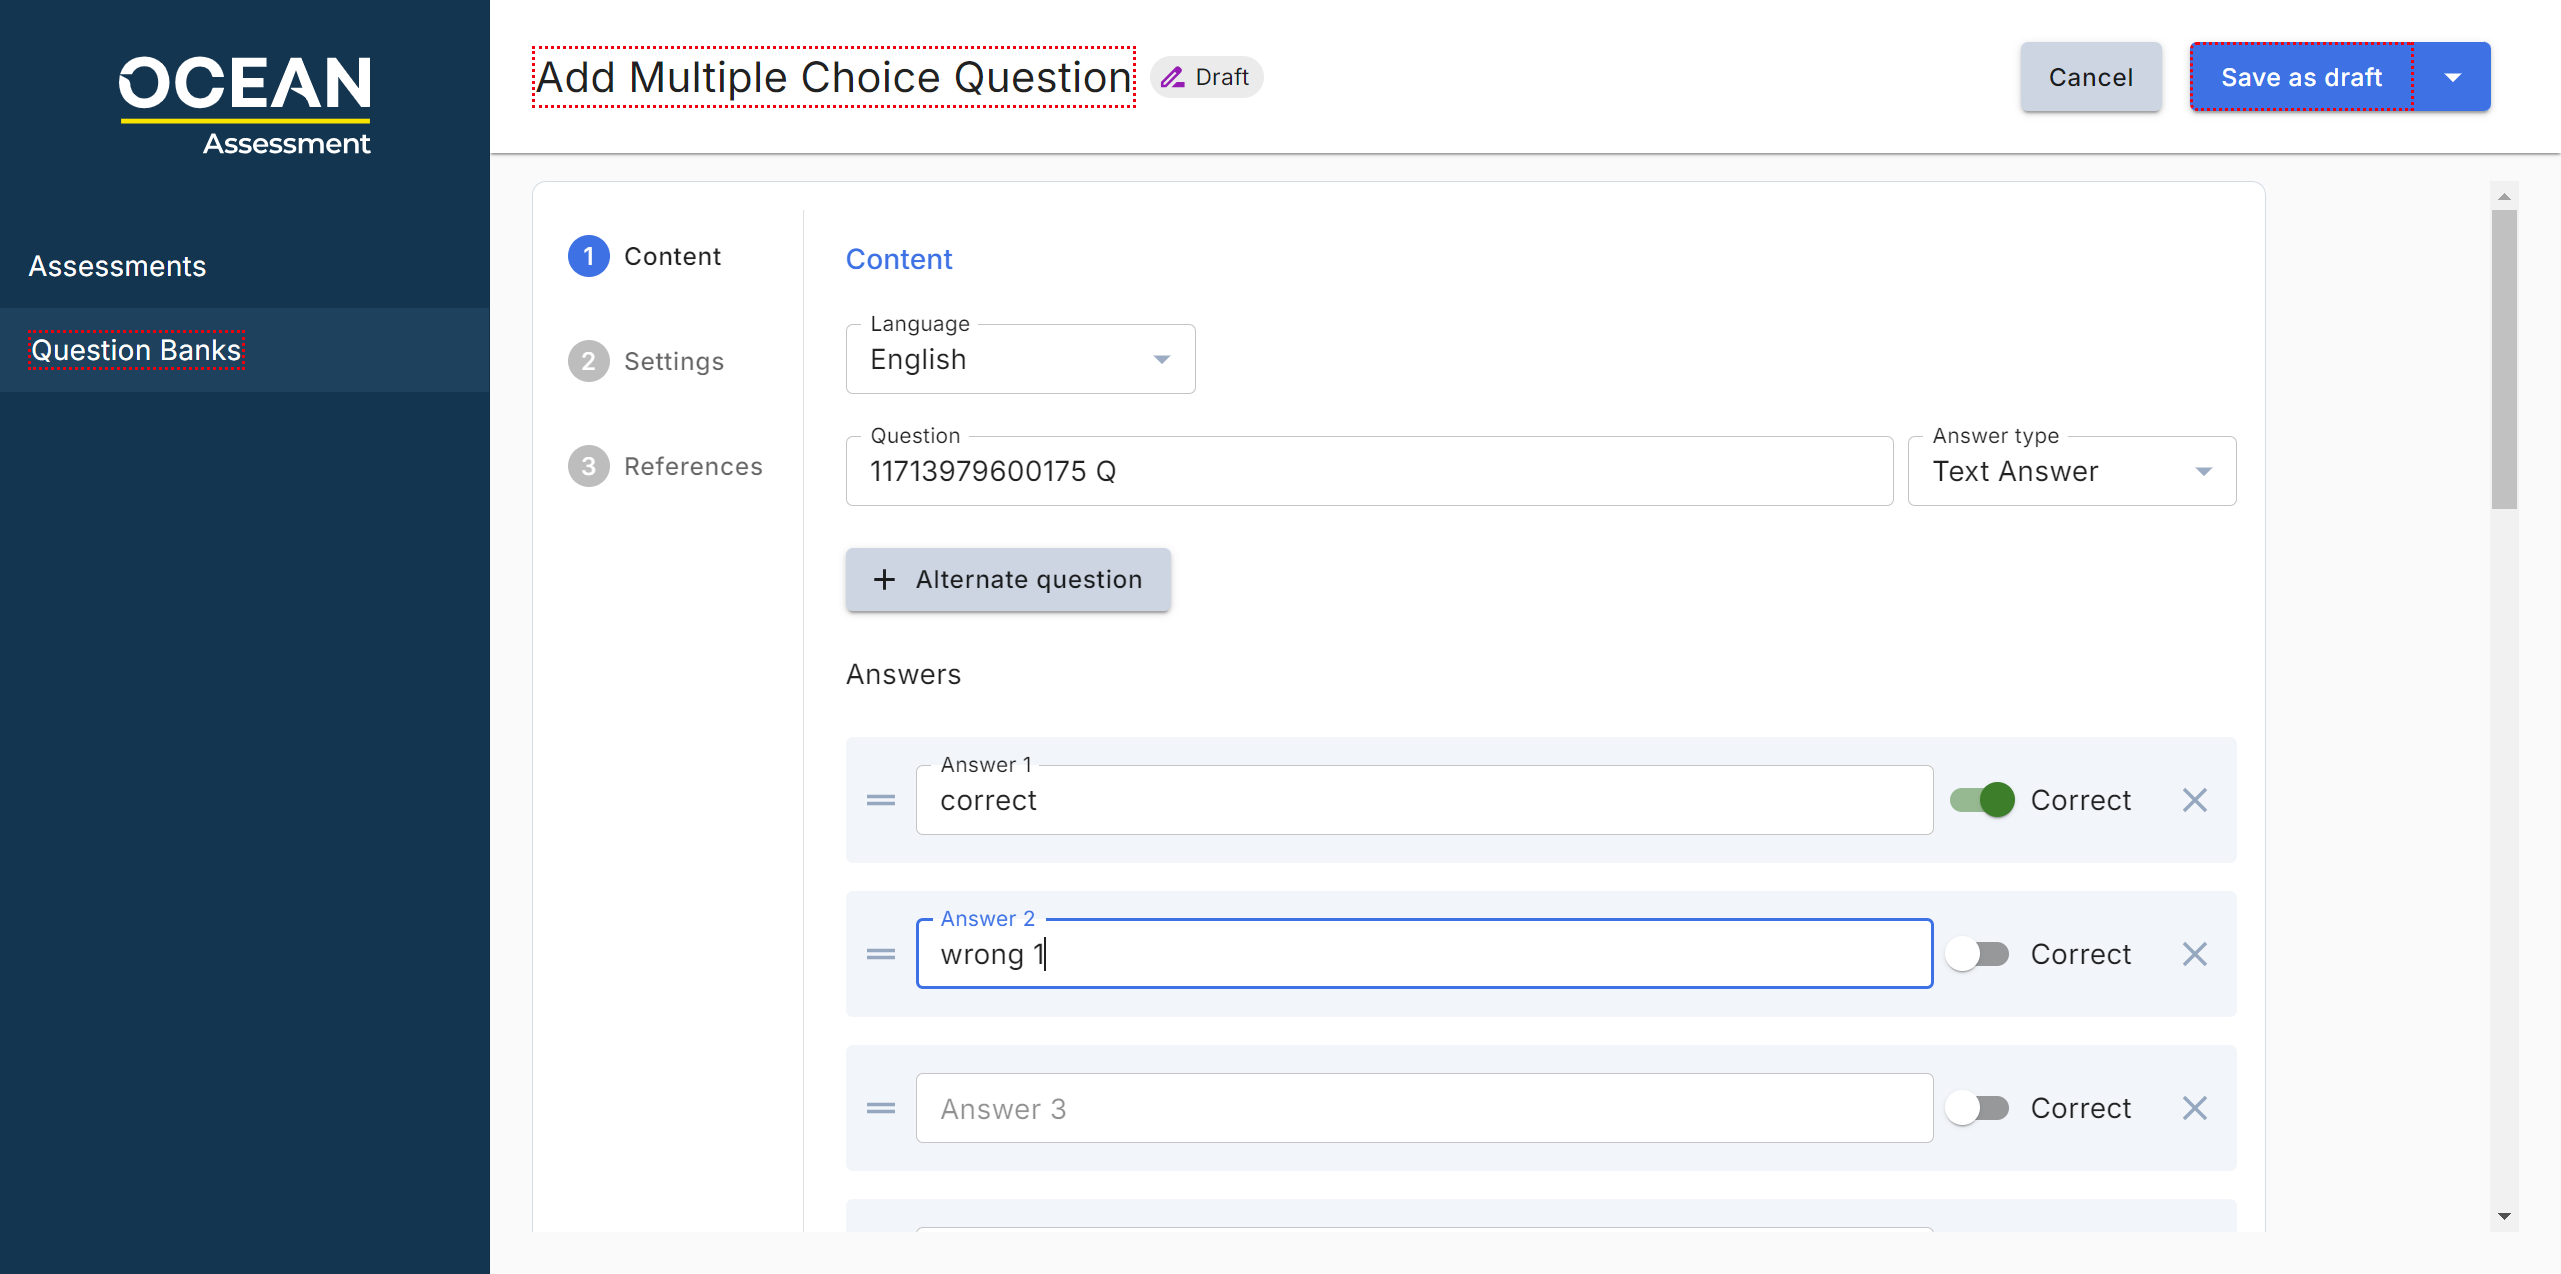 OCEAN
Assessment
Assessments
Question Banks
Add Multiple Choice Question
Draft
Cancel
Save as draft
1 Content
2 Settings
3 References
Content
Language
English
Question
11713979600175 Q
Answer type
Text Answer
+ Alternate question
Answers
Answer 1
correct
Correct
Answer 2
wrong 1
Correct
Answer 3
Correct